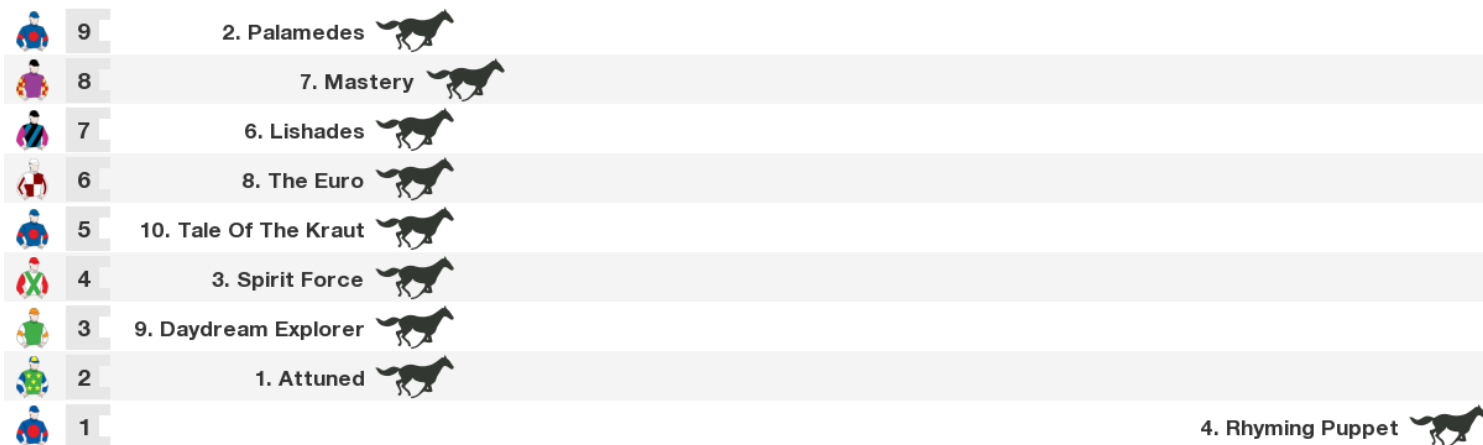 9 2. Palamedes
8 7. Mastery
7 6. Lishades
6 8. The Euro
5 10. Tale Of The Kraut
4 3. Spirit Force
3 9. Daydream Explorer
2 1. Attuned
1 4. Rhyming Puppet